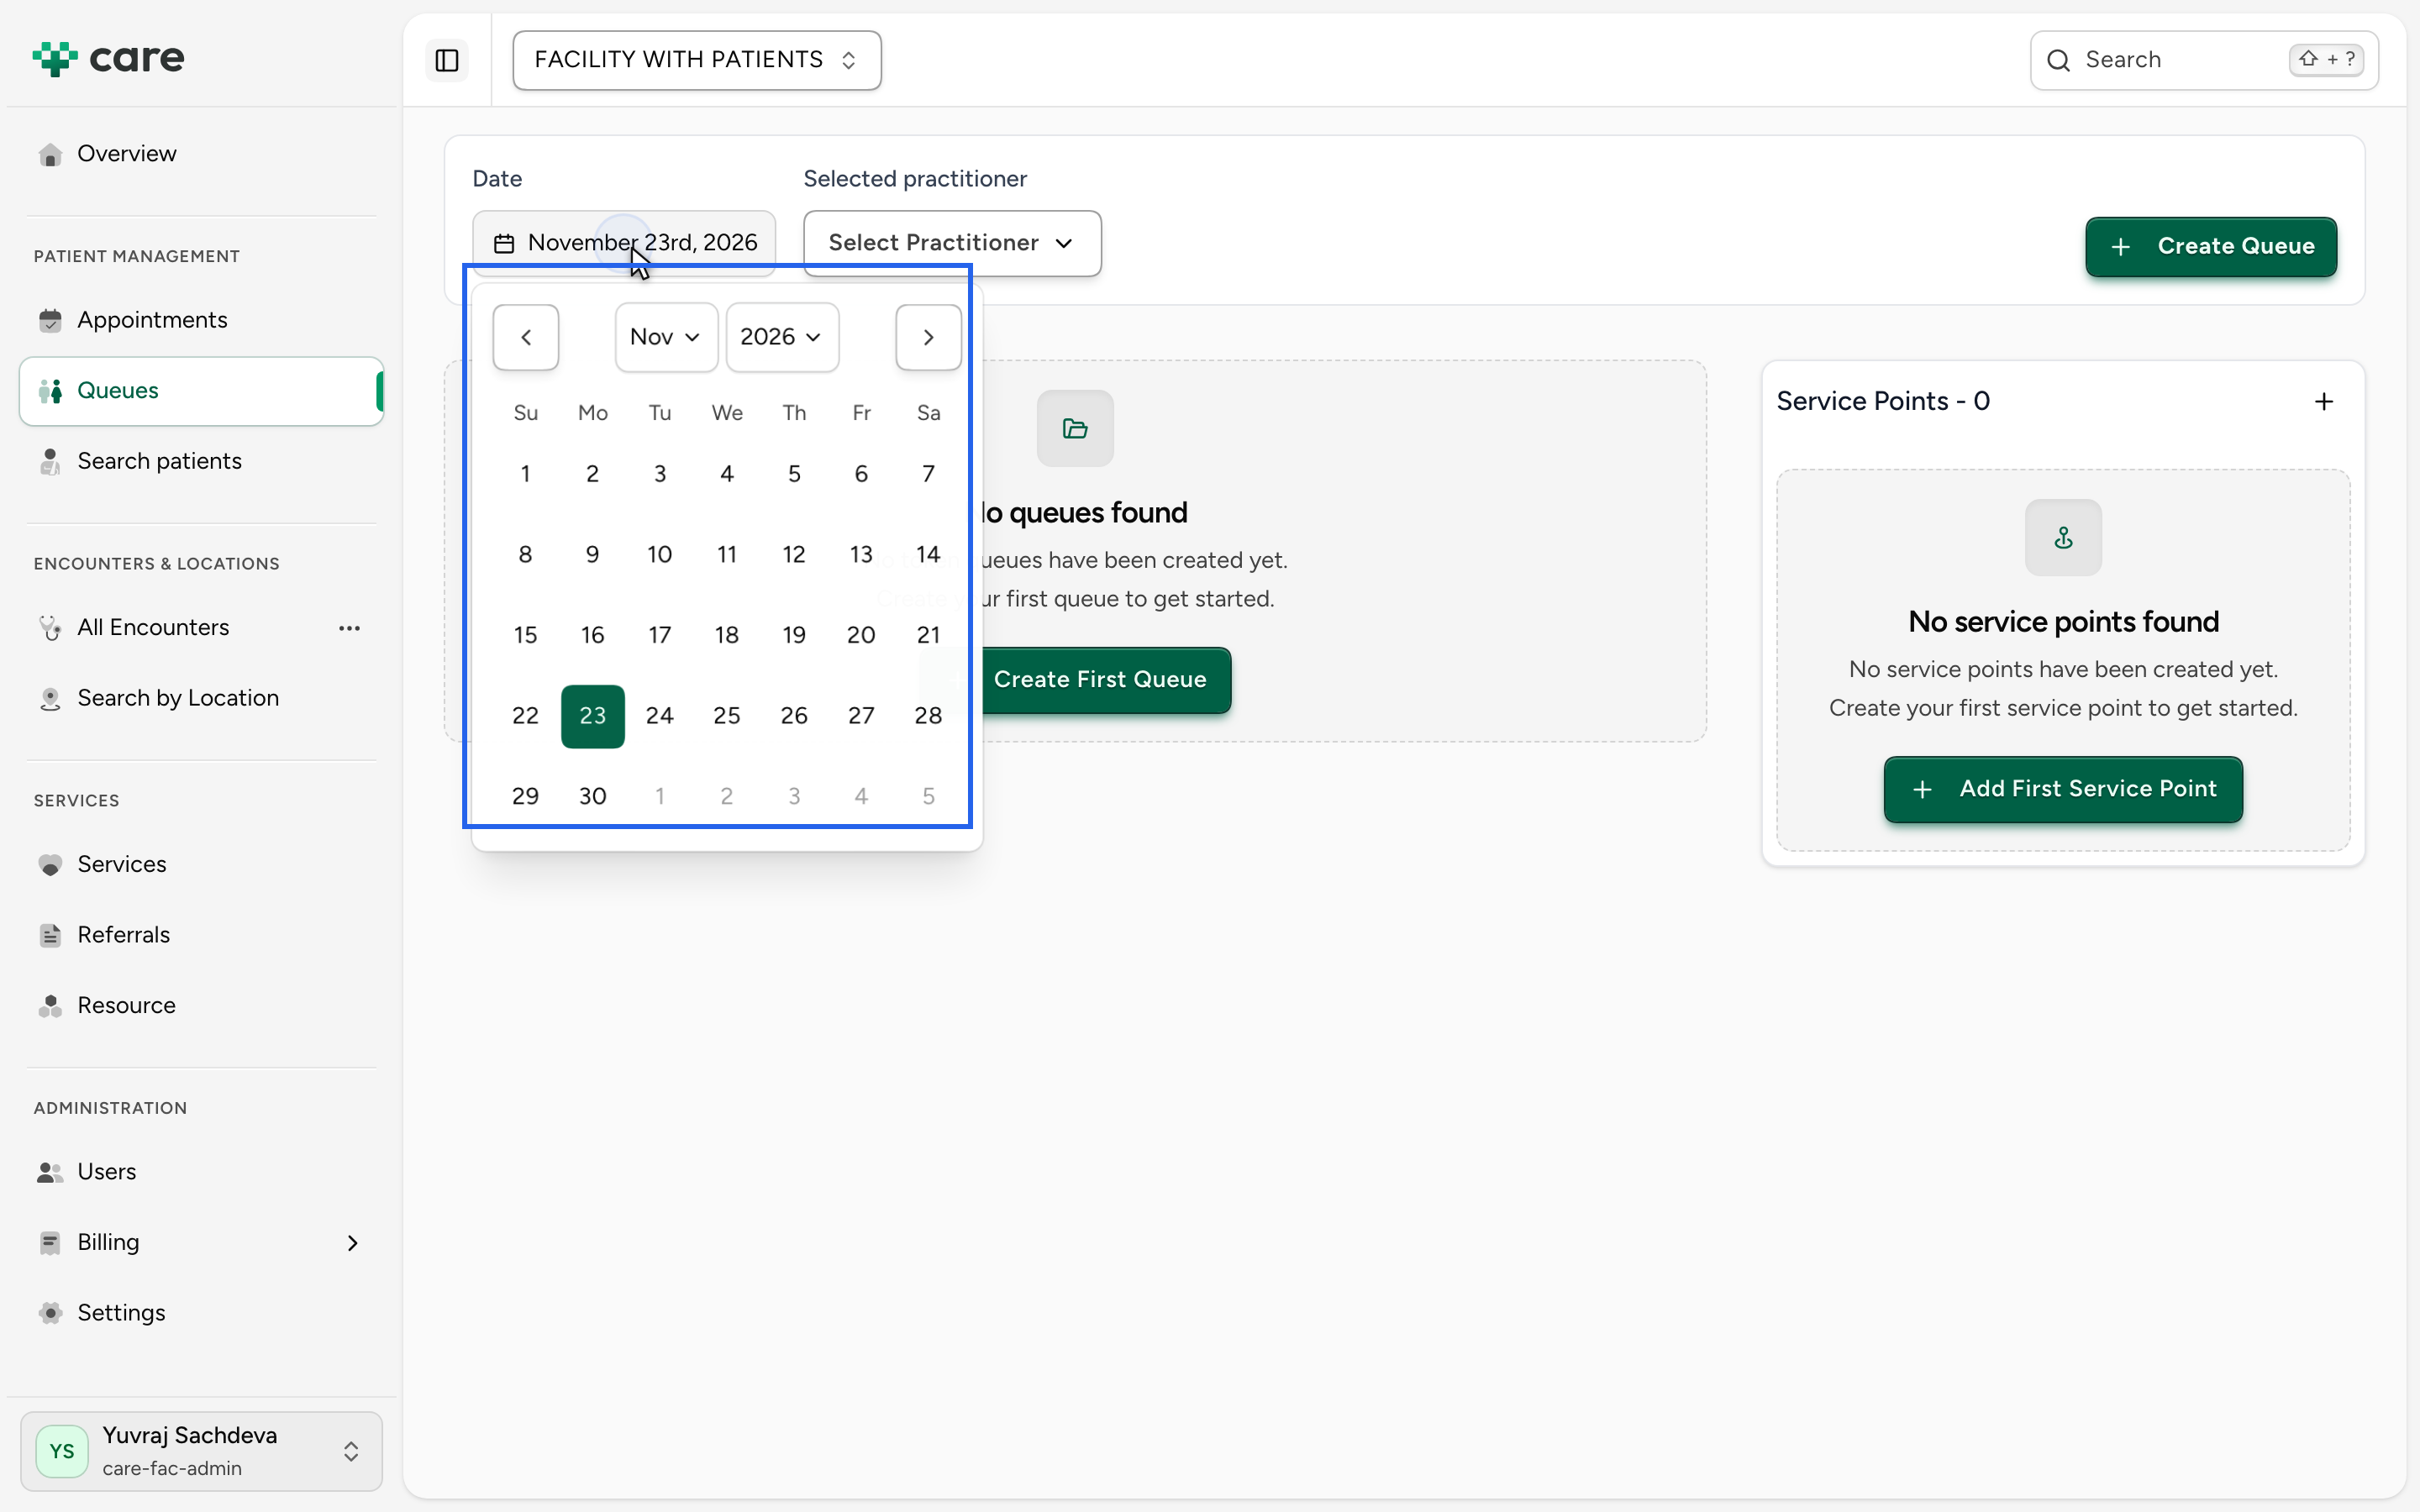 care
FACILITY WITH PATIENTS
Search
+ ?
Overview
PATIENT MANAGEMENT
Appointments
Queues
Search patients
ENCOUNTERS & LOCATIONS
All Encounters
Search by Location
SERVICES
Services
Referrals
Resource
ADMINISTRATION
Users
Billing
Settings
YS
Yuvraj Sachdeva
care-fac-admin
Date
Selected practitioner
November 23rd, 2026
Select Practitioner
Create Queue
Nov 2026
Su Mo Tu We Th Fr Sa
1 2 3 4 5 6 7
8 9 10 11 12 13 14
15 16 17 18 19 20 21
22 23 24 25 26 27 28
29 30 1 2 3 4 5
queues found
have been created yet.
first queue to get started.
Create First Queue
Service Points - 0
No service points found
No service points have been created yet.
Create your first service point to get started.
Add First Service Point